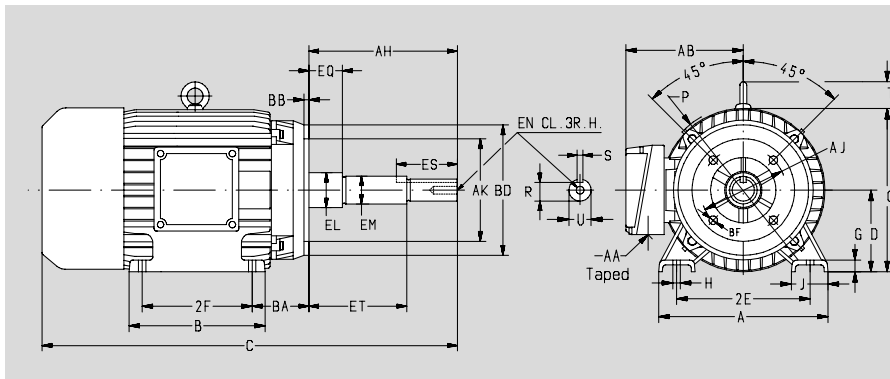 AH
EQ
BB
EN CL.3R.H.
ES
AK
BD
EL
EM
2F
BA
ET
B
C
S
R
U
AB
45°
45°
P
AJ
BF
-AA
Taped
G
D
H
J
2E
A